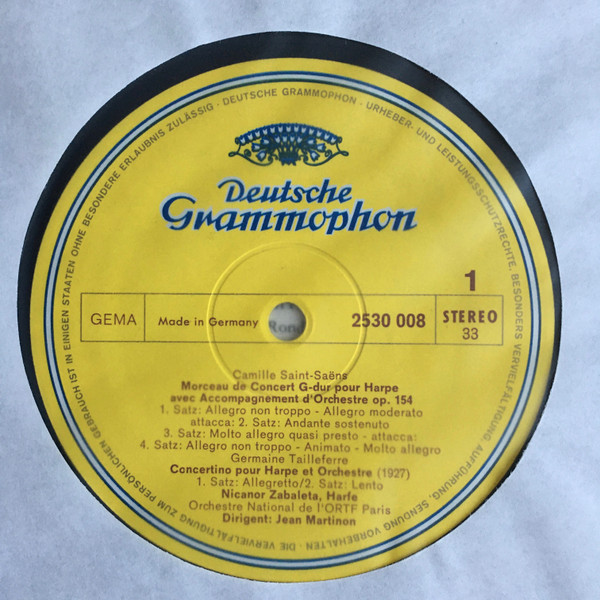 DEUTSCHE GRAMMOPHON · URHEBER- UND LEISTUNGSSCHUTZRECHTE, BESONDERS VERVIELFÄLTIGUNG, AUFFÜHRUNG, SENDUNG VORBEHALTEN · DIE VERVIELFÄLTIGUNG ZUM PERSÖNLICHEN GEBRAUCH IST IN EINIGEN STAATEN OHNE BESONDERE ERLAUBNIS ZULÄSSIG ·
Deutsche
Grammophon
1
GEMA
Made in Germany
2530 008
STEREO
33
Camille Saint-Saëns
Morceau de Concert G-dur pour Harpe
avec Accompagnement d'Orchestre op. 154
1. Satz: Allegro non troppo - Allegro moderato
attacca: 2. Satz: Andante sostenuto
3. Satz: Molto allegro quasi presto - attacca:
4. Satz: Allegro non troppo - Animato - Molto allegro
Germaine Tailleferre
Concertino pour Harpe et Orchestre (1927)
1. Satz: Allegretto/2. Satz: Lento
Nicanor Zabaleta, Harfe
Orchestre National de l'ORTF Paris
Dirigent: Jean Martinon